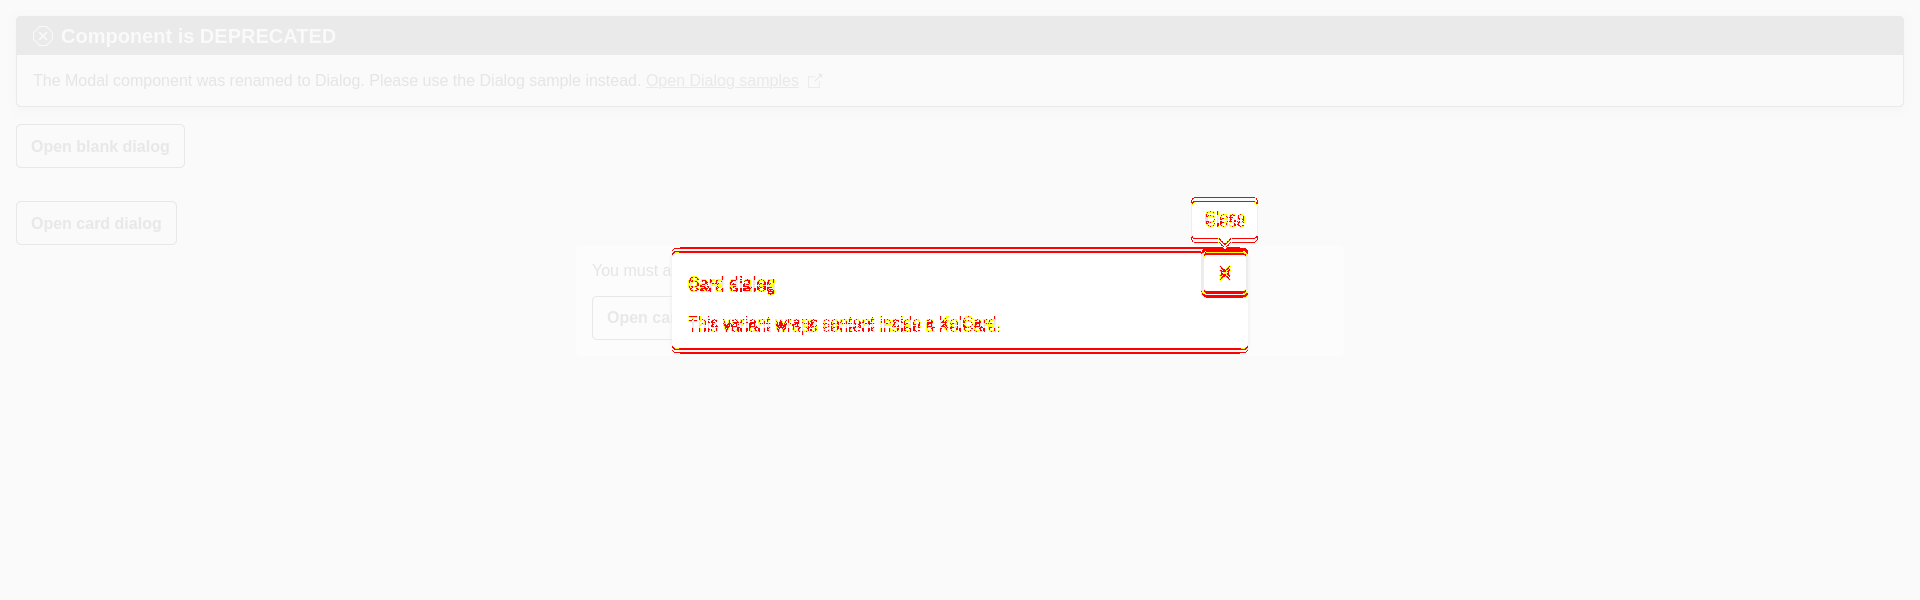 Component is DEPRECATED
The Modal component was renamed to Dialog. Please use the Dialog sample instead. Open Dialog samples
Open blank dialog
Open card dialog
Close
You must a
Card dialog
Open ca
This variant wraps content inside a KolCard.